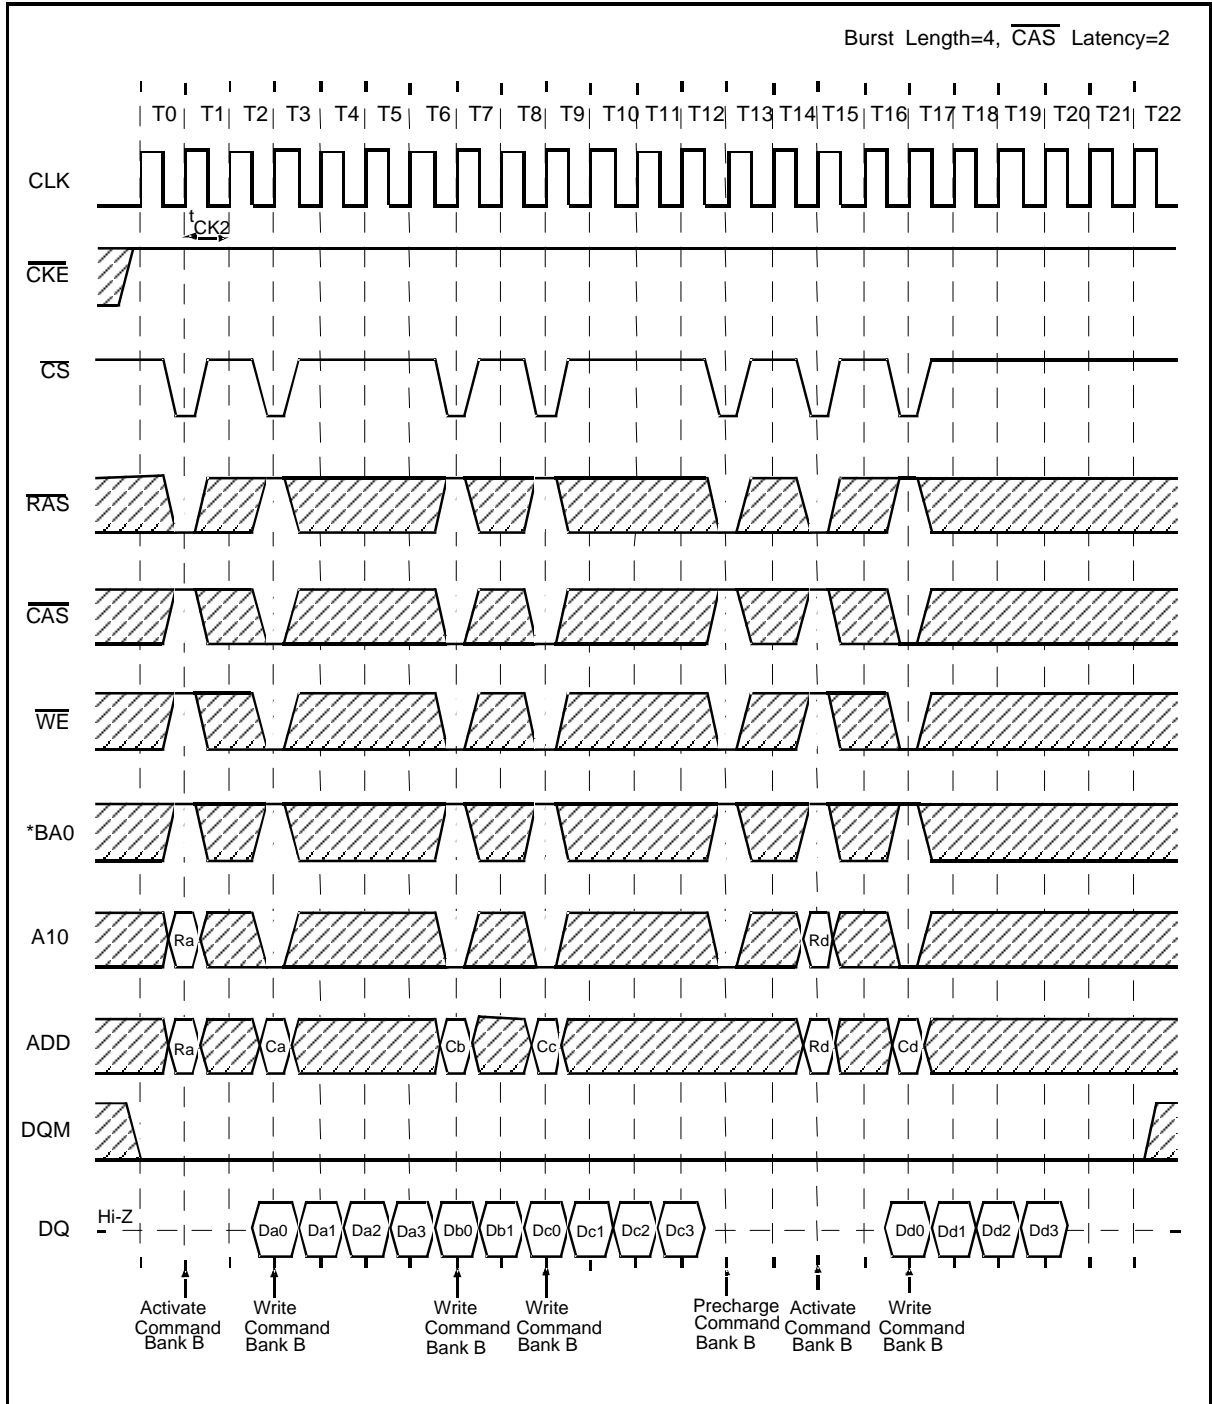 Burst Length=4, CAS Latency=2
T0 T1 T2 T3 T4 T5 T6 T7 T8 T9 T10 T11 T12 T13 T14 T15 T16 T17 T18 T19 T20 T21 T22
CLK
tCK2
CKE
CS
RAS
CAS
WE
*BA0
A10 Ra Rd
ADD Ra Ca Cb Cc Rd Cd
DQM
DQ Hi-Z Da0 Da1 Da2 Da3 Db0 Db1 Dc0 Dc1 Dc2 Dc3 Dd0 Dd1 Dd2 Dd3
Activate Command Bank B
Write Command Bank B
Write Command Bank B
Write Command Bank B
Precharge Command Bank B
Activate Command Bank B
Write Command Bank B